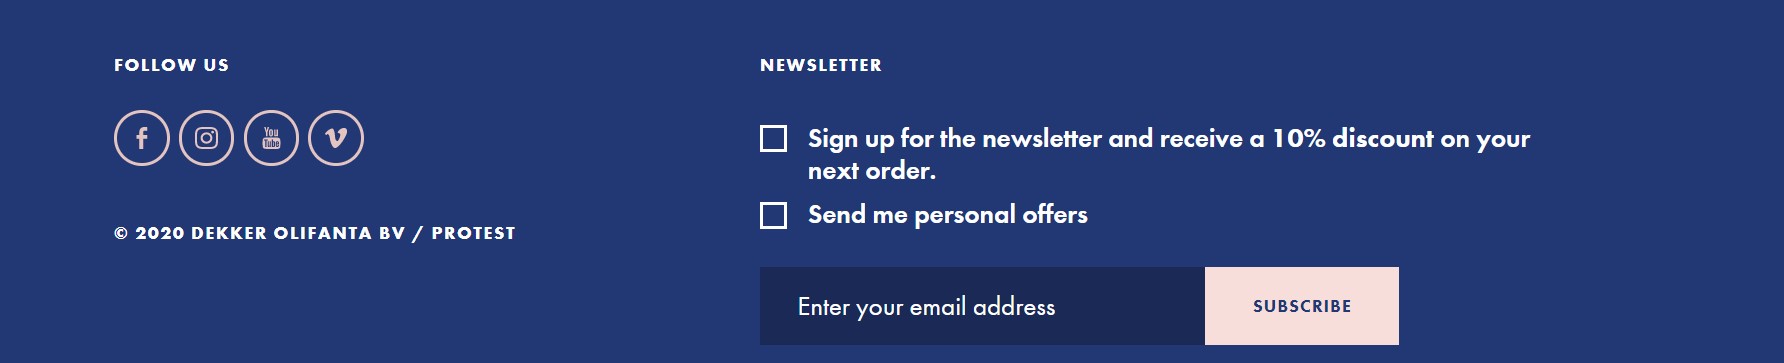 FOLLOW US
You
Tube
© 2020 DEKKER OLIFANTA BV / PROTEST
NEWSLETTER
Sign up for the newsletter and receive a 10% discount on your
next order.
Send me personal offers
Enter your email address
SUBSCRIBE